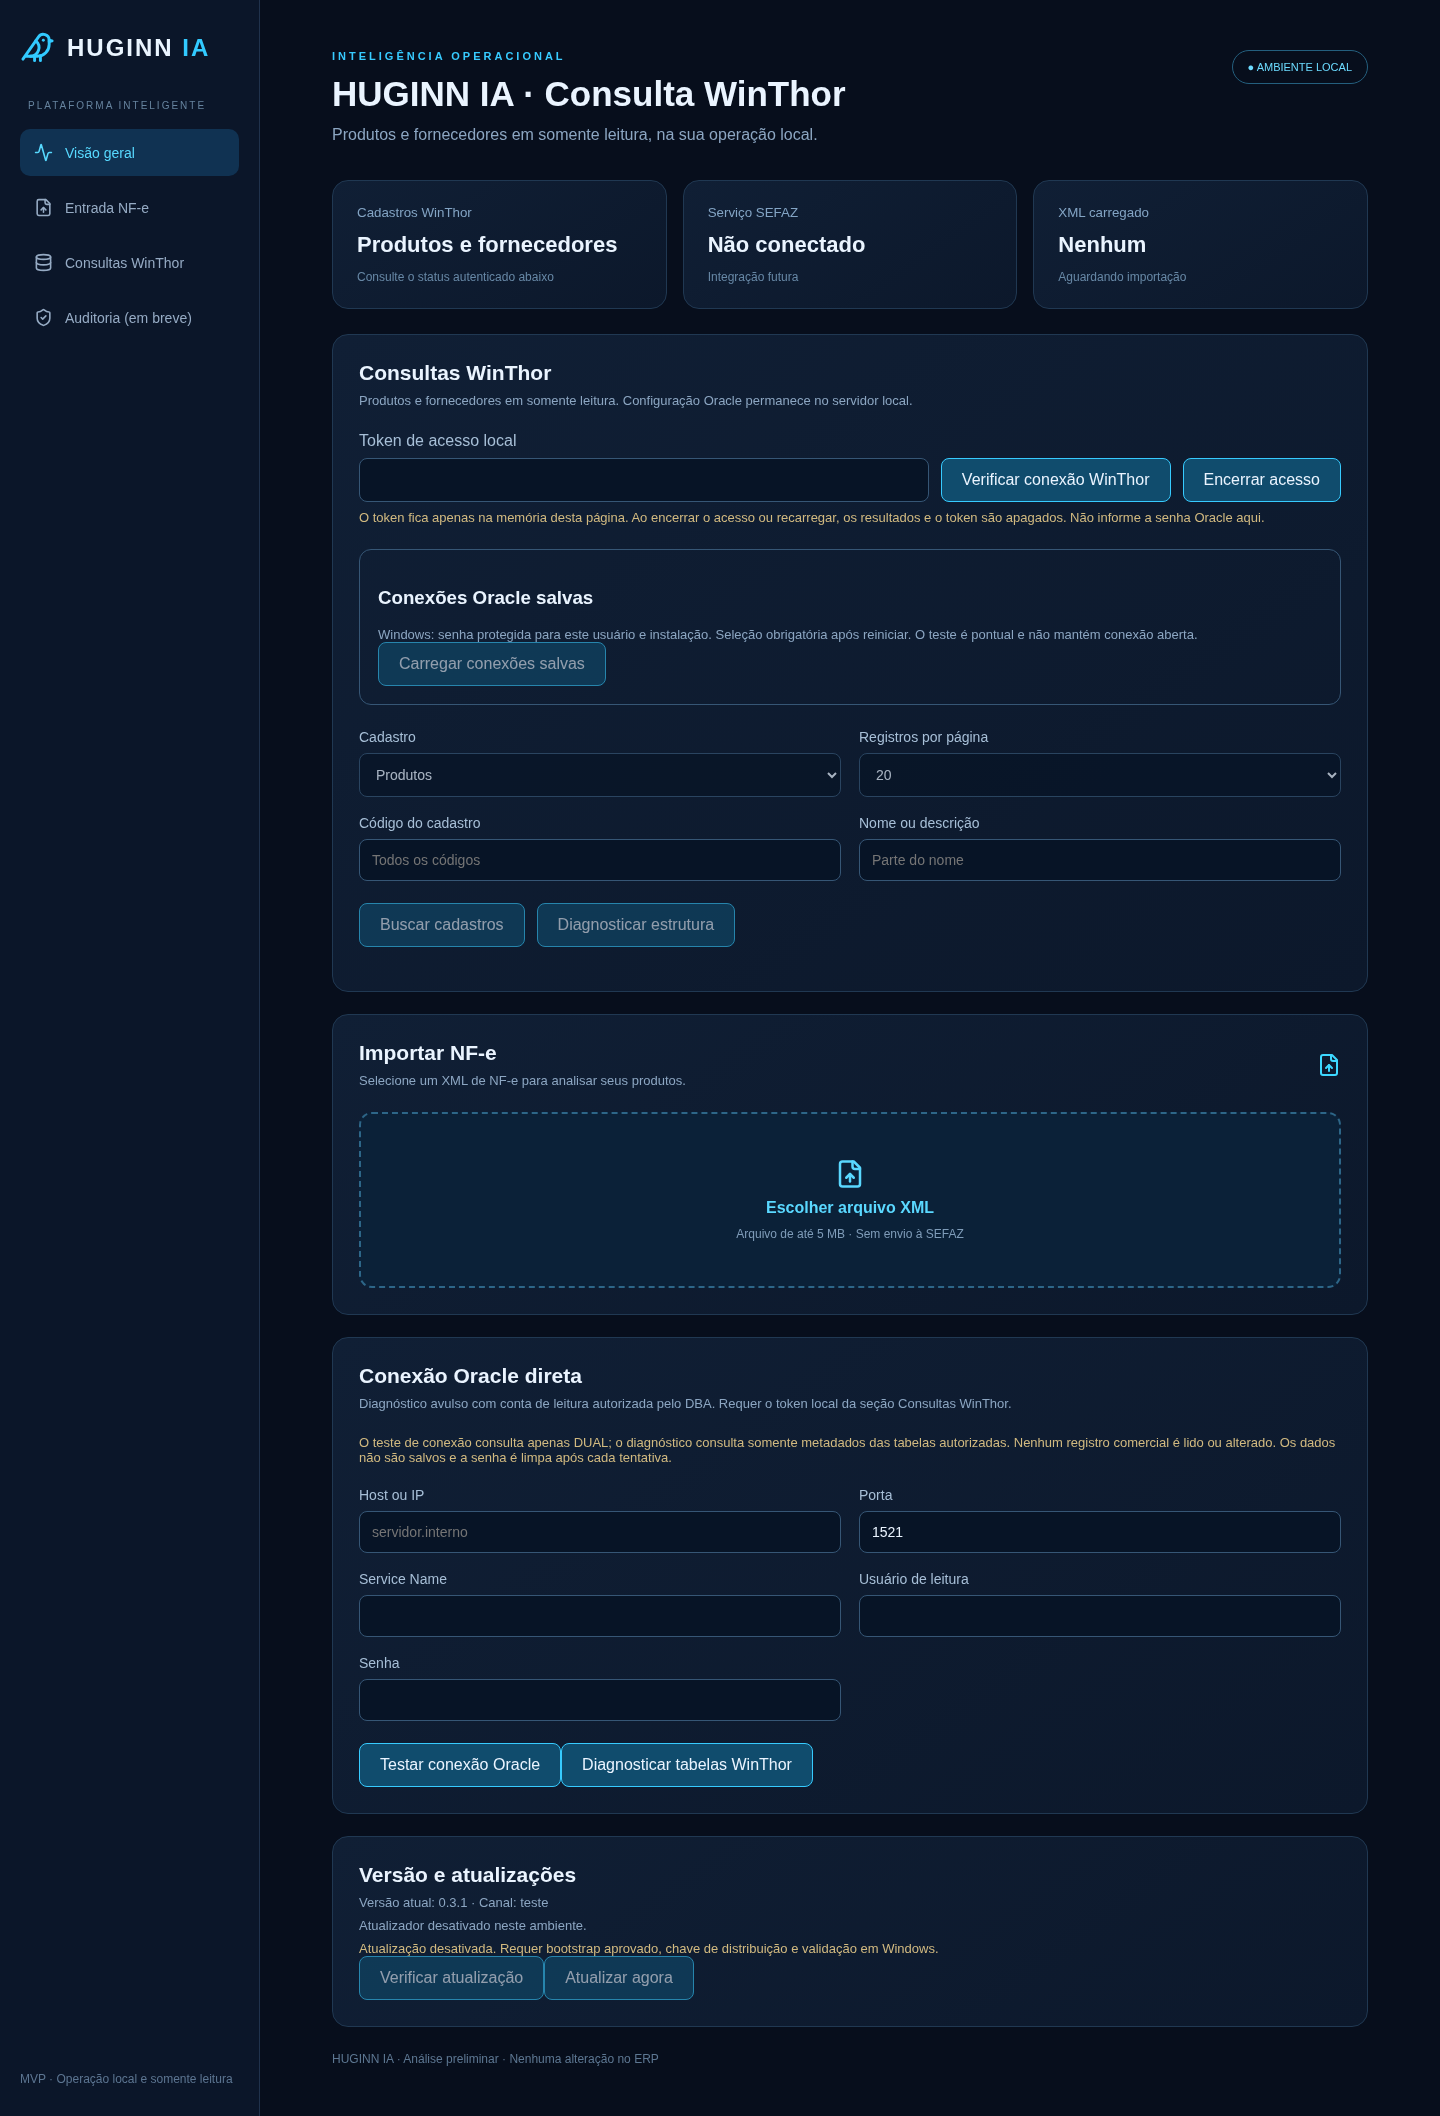 HUGINN IA
PLATAFORMA INTELIGENTE
Visão geral
Entrada NF-e
Consultas WinThor
Auditoria (em breve)
MVP · Operação local e somente leitura
INTELIGÊNCIA OPERACIONAL
HUGINN IA · Consulta WinThor
Produtos e fornecedores em somente leitura, na sua operação local.
● AMBIENTE LOCAL
Cadastros WinThor
Produtos e fornecedores
Consulte o status autenticado abaixo
Serviço SEFAZ
Não conectado
Integração futura
XML carregado
Nenhum
Aguardando importação
Consultas WinThor
Produtos e fornecedores em somente leitura. Configuração Oracle permanece no servidor local.
Token de acesso local
Verificar conexão WinThor
Encerrar acesso
O token fica apenas na memória desta página. Ao encerrar o acesso ou recarregar, os resultados e o token são apagados. Não informe a senha Oracle aqui.
Conexões Oracle salvas
Windows: senha protegida para este usuário e instalação. Seleção obrigatória após reiniciar. O teste é pontual e não mantém conexão aberta.
Carregar conexões salvas
Cadastro
Registros por página
Produtos
20
Código do cadastro
Nome ou descrição
Todos os códigos
Parte do nome
Buscar cadastros
Diagnosticar estrutura
Importar NF-e
Selecione um XML de NF-e para analisar seus produtos.
Escolher arquivo XML
Arquivo de até 5 MB · Sem envio à SEFAZ
Conexão Oracle direta
Diagnóstico avulso com conta de leitura autorizada pelo DBA. Requer o token local da seção Consultas WinThor.
O teste de conexão consulta apenas DUAL; o diagnóstico consulta somente metadados das tabelas autorizadas. Nenhum registro comercial é lido ou alterado. Os dados
não são salvos e a senha é limpa após cada tentativa.
Host ou IP
Porta
servidor.interno
1521
Service Name
Usuário de leitura
Senha
Testar conexão Oracle
Diagnosticar tabelas WinThor
Versão e atualizações
Versão atual: 0.3.1 · Canal: teste
Atualizador desativado neste ambiente.
Atualização desativada. Requer bootstrap aprovado, chave de distribuição e validação em Windows.
Verificar atualização
Atualizar agora
HUGINN IA · Análise preliminar · Nenhuma alteração no ERP